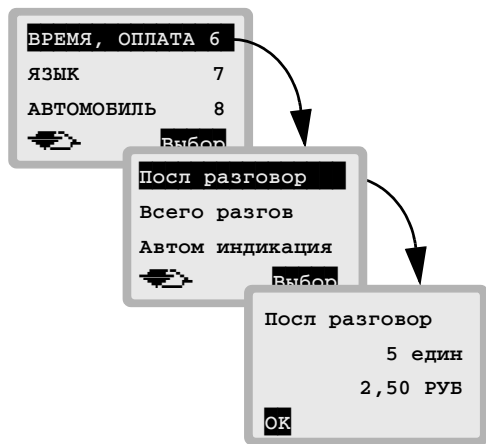 ВРЕМЯ, ОПЛАТА 6
ЯЗЫК 7
АВТОМОБИЛЬ 8
Выбор
Посл разговор
Всего разгов
Автом индикация
Выбор
Посл разговор
5 един
2,50 РУБ
ОК